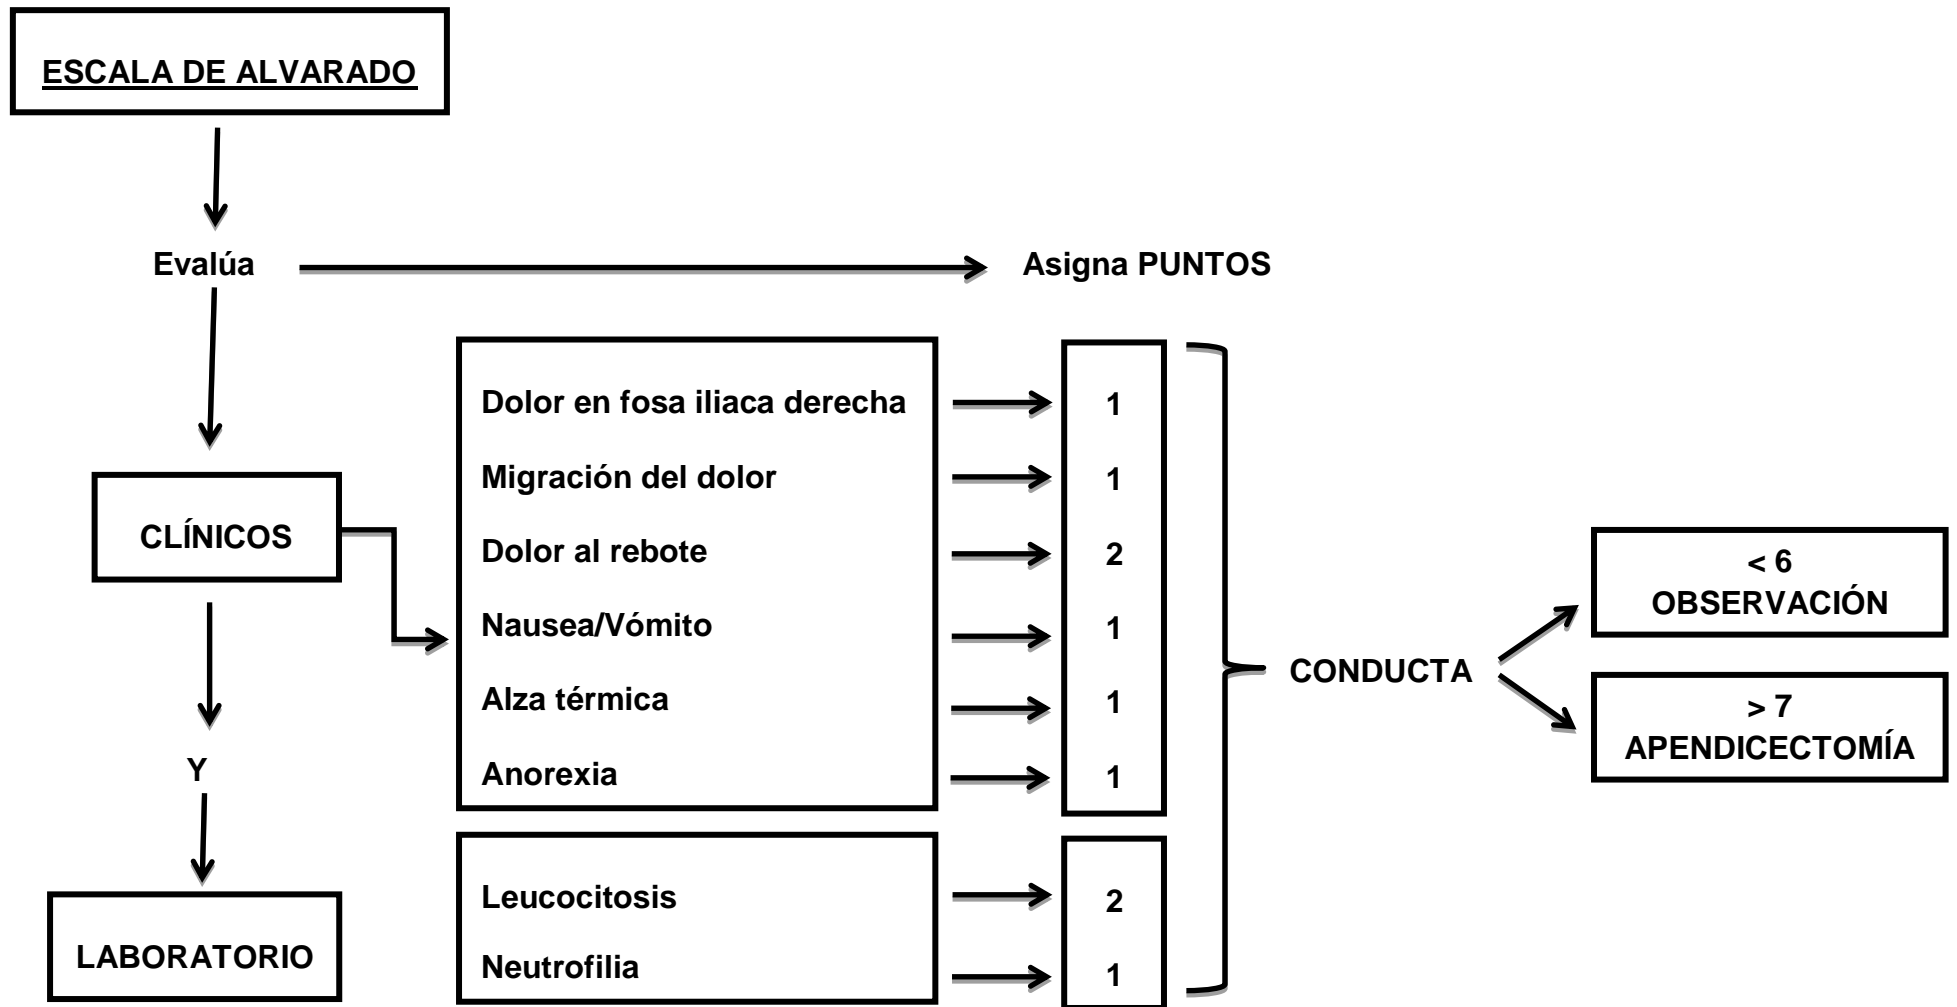 ESCALA DE ALVARADO
Evalúa
Asigna PUNTOS
CLÍNICOS
Y
LABORATORIO
Dolor en fosa iliaca derecha
1
Migración del dolor
1
Dolor al rebote
2
Nausea/Vómito
1
Alza térmica
1
Anorexia
1
Leucocitosis
2
Neutrofilia
1
CONDUCTA
< 6
OBSERVACIÓN
> 7
APENDICECTOMÍA